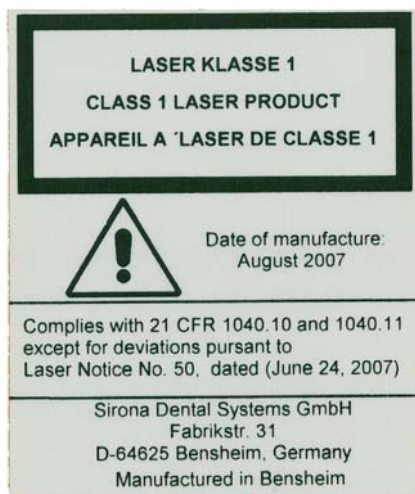 LASER KLASSE 1
CLASS 1 LASER PRODUCT
APPAREIL A ´LASER DE CLASSE 1
Date of manufacture:
August 2007
Complies with 21 CFR 1040.10 and 1040.11
except for deviations pursuant to
Laser Notice No. 50, dated (June 24, 2007)
Sirona Dental Systems GmbH
Fabrikstr. 31
D-64625 Bensheim, Germany
Manufactured in Bensheim